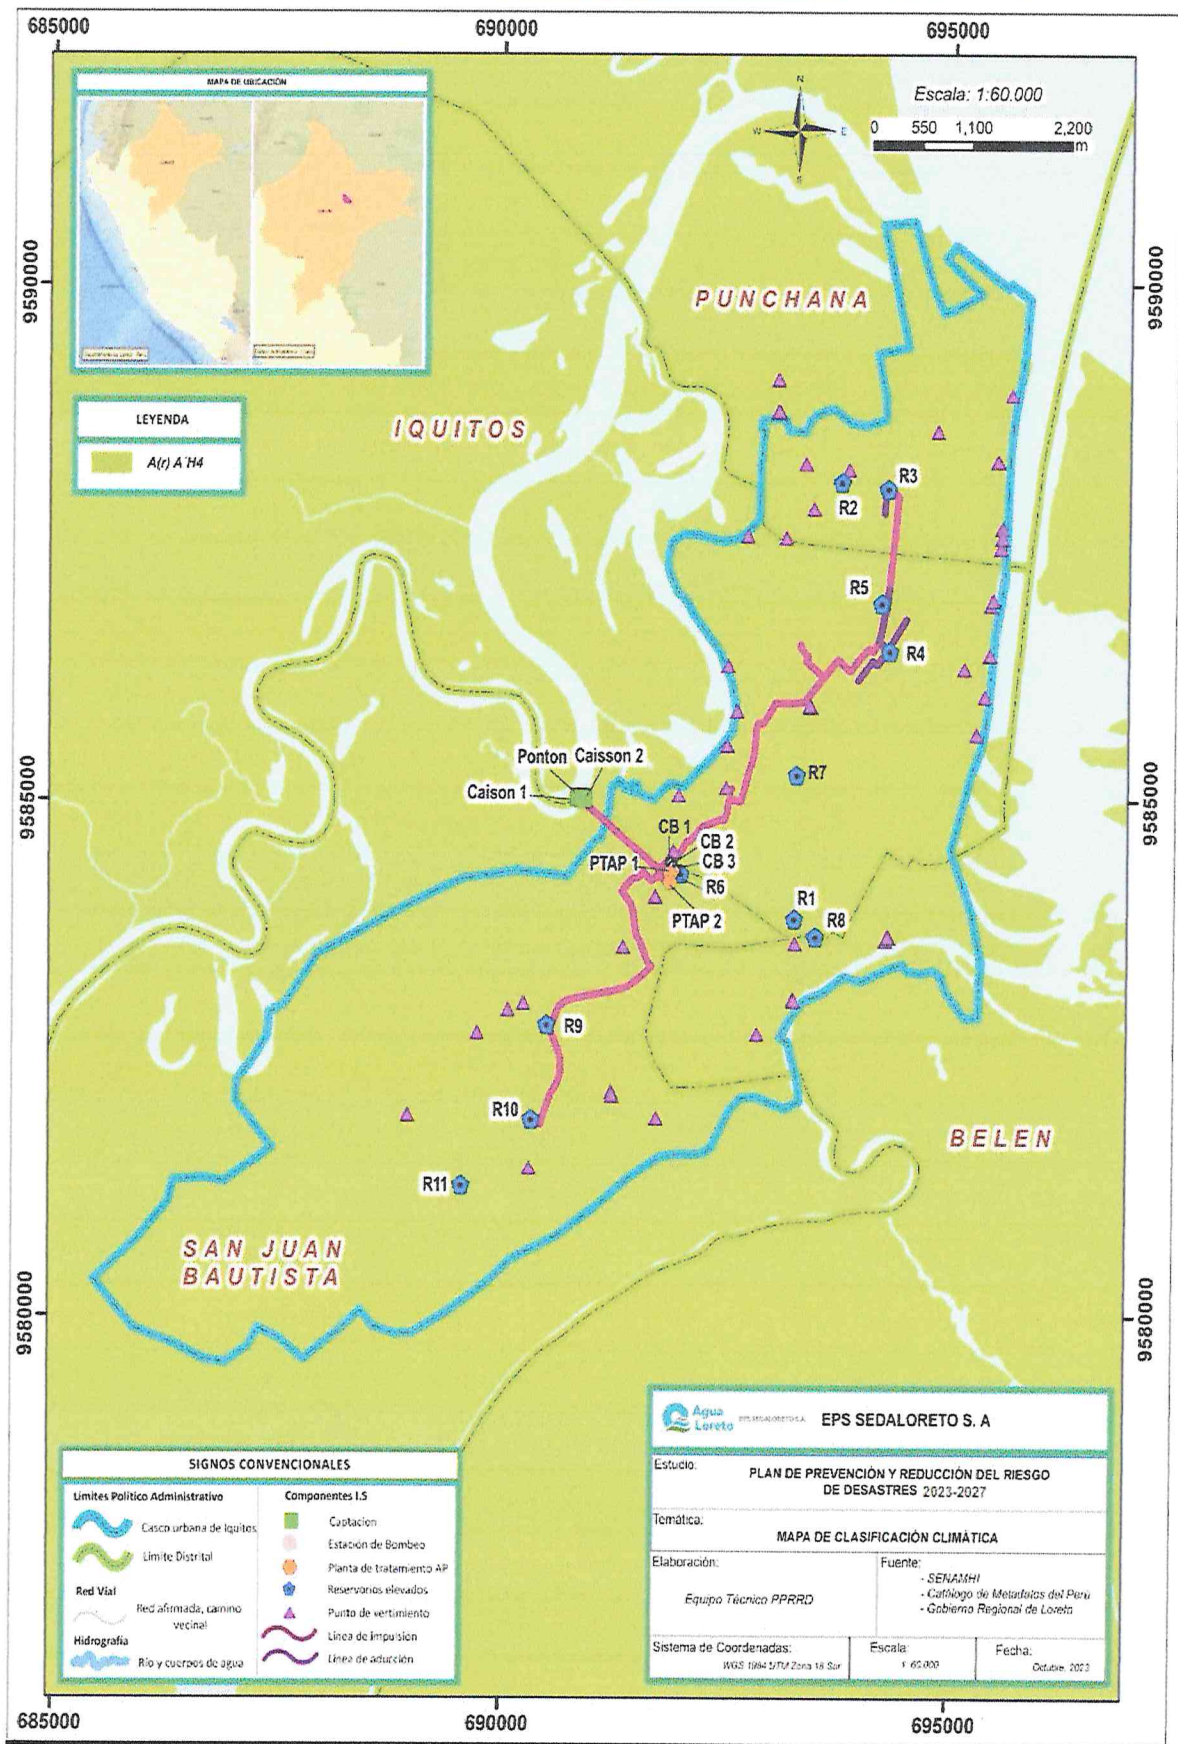 685000
690000
695000
MAPA DE UBICACIÓN
N
W
E
S
Escala: 1:60.000
0 550 1,100 2,200
m
9590000
9590000
PUNCHANA
LEYENDA
A(r) A'H4
IQUITOS
R3
R2
R5
R4
Ponton
Caisson 2
Caison 1
R7
9585000
9585000
CB 1
CB 2
PTAP 1
CB 3
R6
PTAP 2
R1
R8
R9
R10
BELEN
R11
SAN JUAN
BAUTISTA
9580000
9580000
SIGNOS CONVENCIONALES
Límites Político Administrativo
Casco urbana de Iquitos
Limite Distrital
Red Vial
Red afirmada, camino
vecinal
Hidrografía
Río y cuerpos de agua
Componentes I.S
Captacion
Estación de Bombeo
Planta de tratamiento AP
Reservorios elevados
Punto de vertimiento
Linea de impulsión
Línea de aducción
Agua
Loreto
EPS SEDALORETO S.A.
EPS SEDALORETO S. A
Estudio:
PLAN DE PREVENCIÓN Y REDUCCIÓN DEL RIESGO
DE DESASTRES 2023-2027
Temática:
MAPA DE CLASIFICACIÓN CLIMÁTICA
Elaboración:
Equipo Técnico PPRRD
Fuente:
- SENAMHI
- Catálogo de Metadatos del Perú
- Gobierno Regional de Loreto
Sistema de Coordenadas:
WGS 1984 UTM Zona 18 Sur
Escala:
1: 60.000
Fecha:
Octubre, 2023
685000
690000
695000